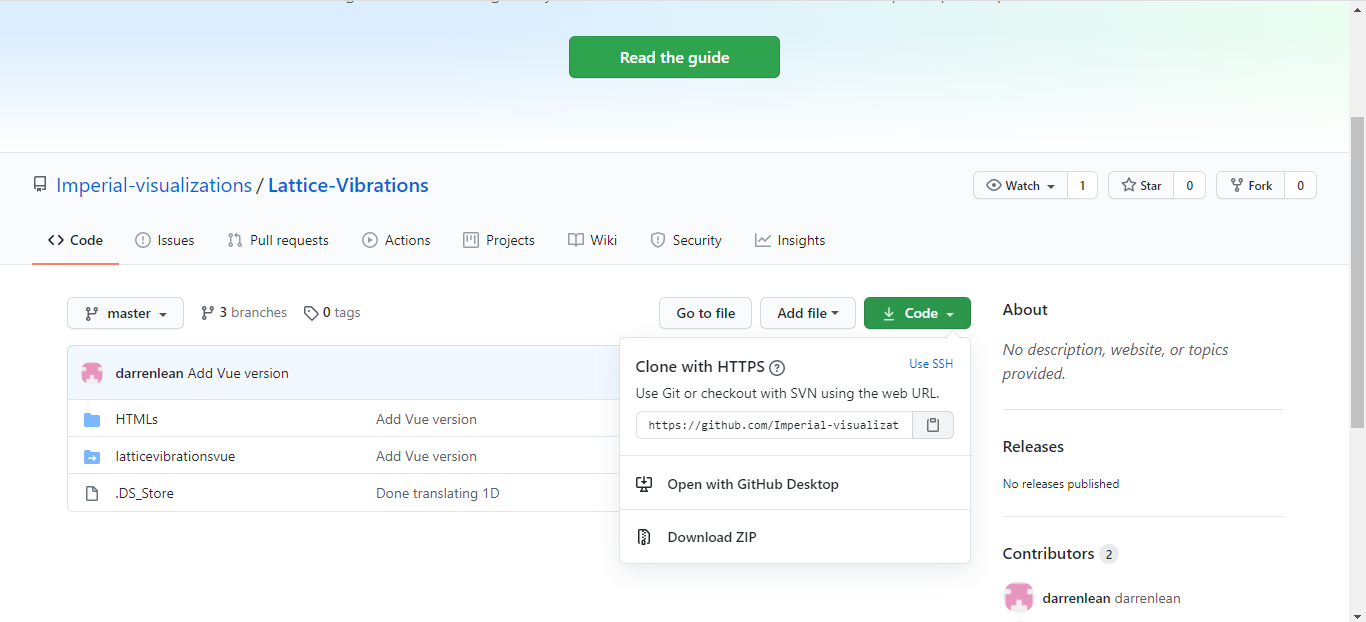 Read the guide
Imperial-visualizations / Lattice-Vibrations
Watch 1 Star 0 Fork 0
Code Issues Pull requests Actions Projects Wiki Security Insights
master 3 branches 0 tags Go to file Add file Code
About
No description, website, or topics
provided.
darrenlean Add Vue version
HTMLs Add Vue version
latticevibrationsvue Add Vue version
.DS_Store Done translating 1D
Clone with HTTPS Use SSH
Use Git or checkout with SVN using the web URL.
https://github.com/Imperial-visualizat
Open with GitHub Desktop
Download ZIP
Releases
No releases published
Contributors 2
darrenlean darrenlean